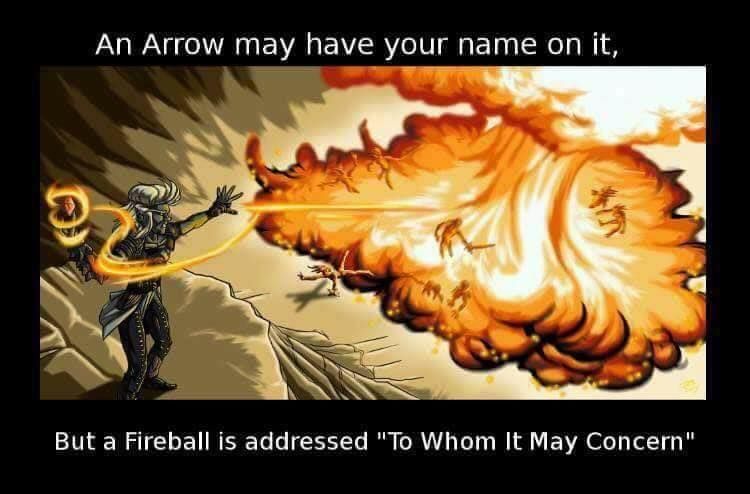 An Arrow may have your name on it,
But a Fireball is addressed "To Whom It May Concern"